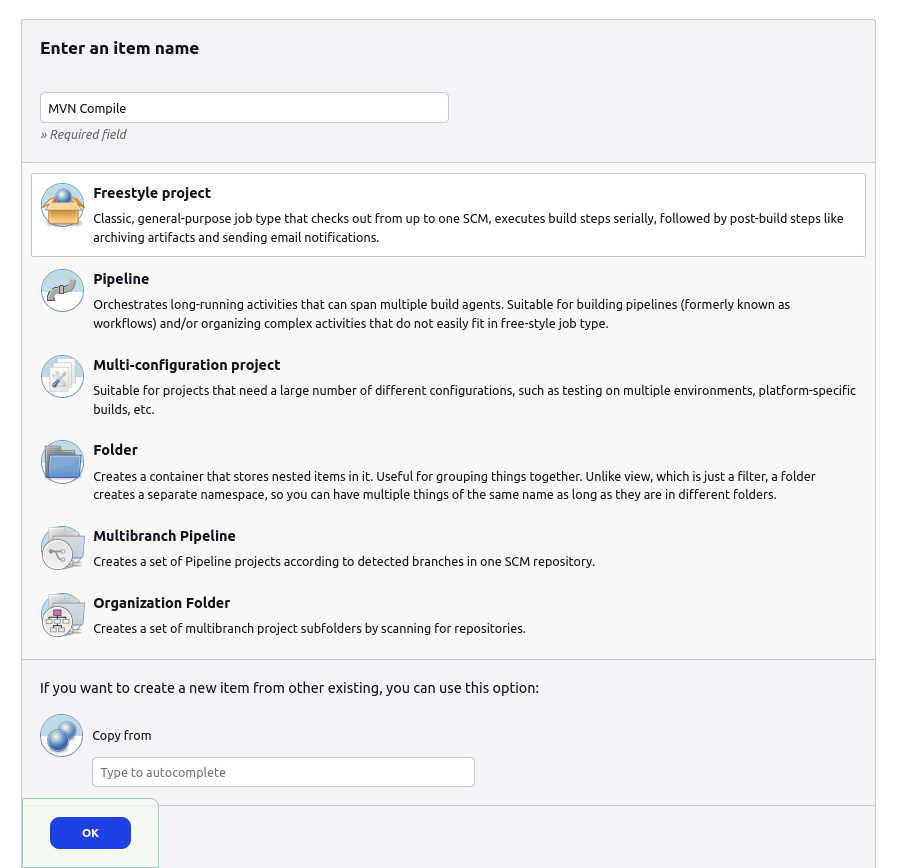 Enter an item name
MVN Compile
» Required field
Freestyle project
Classic, general-purpose job type that checks out from up to one SCM, executes build steps serially, followed by post-build steps like
archiving artifacts and sending email notifications.
Pipeline
Orchestrates long-running activities that can span multiple build agents. Suitable for building pipelines (formerly known as
workflows) and/or organizing complex activities that do not easily fit in free-style job type.
Multi-configuration project
Suitable for projects that need a large number of different configurations, such as testing on multiple environments, platform-specific
builds, etc.
Folder
Creates a container that stores nested items in it. Useful for grouping things together. Unlike view, which is just a filter, a folder
creates a separate namespace, so you can have multiple things of the same name as long as they are in different folders.
Multibranch Pipeline
Creates a set of Pipeline projects according to detected branches in one SCM repository.
Organization Folder
Creates a set of multibranch project subfolders by scanning for repositories.
If you want to create a new item from other existing, you can use this option:
Copy from
Type to autocomplete
OK